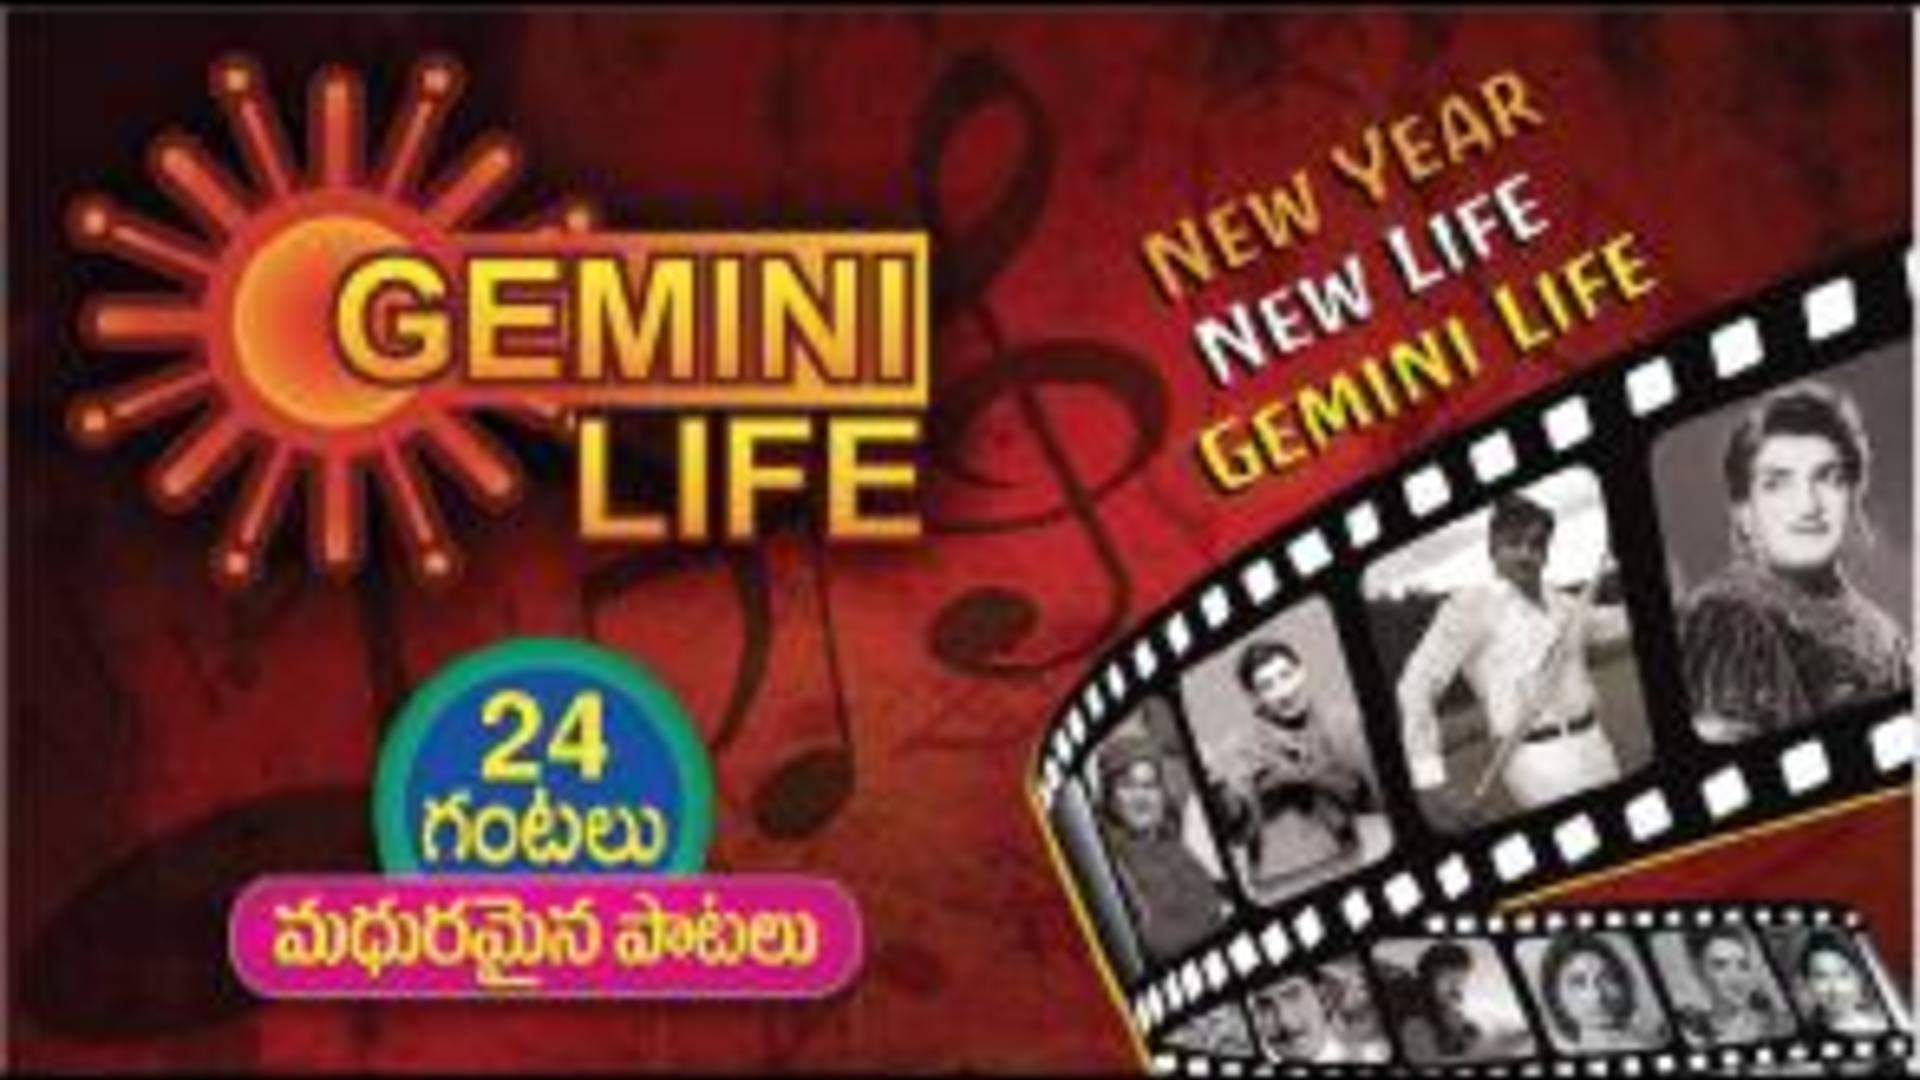 GEMINI
LIFE
NEW YEAR
NEW LIFE
GEMINI LIFE
24
గంటలు
మధురమైన పాటలు